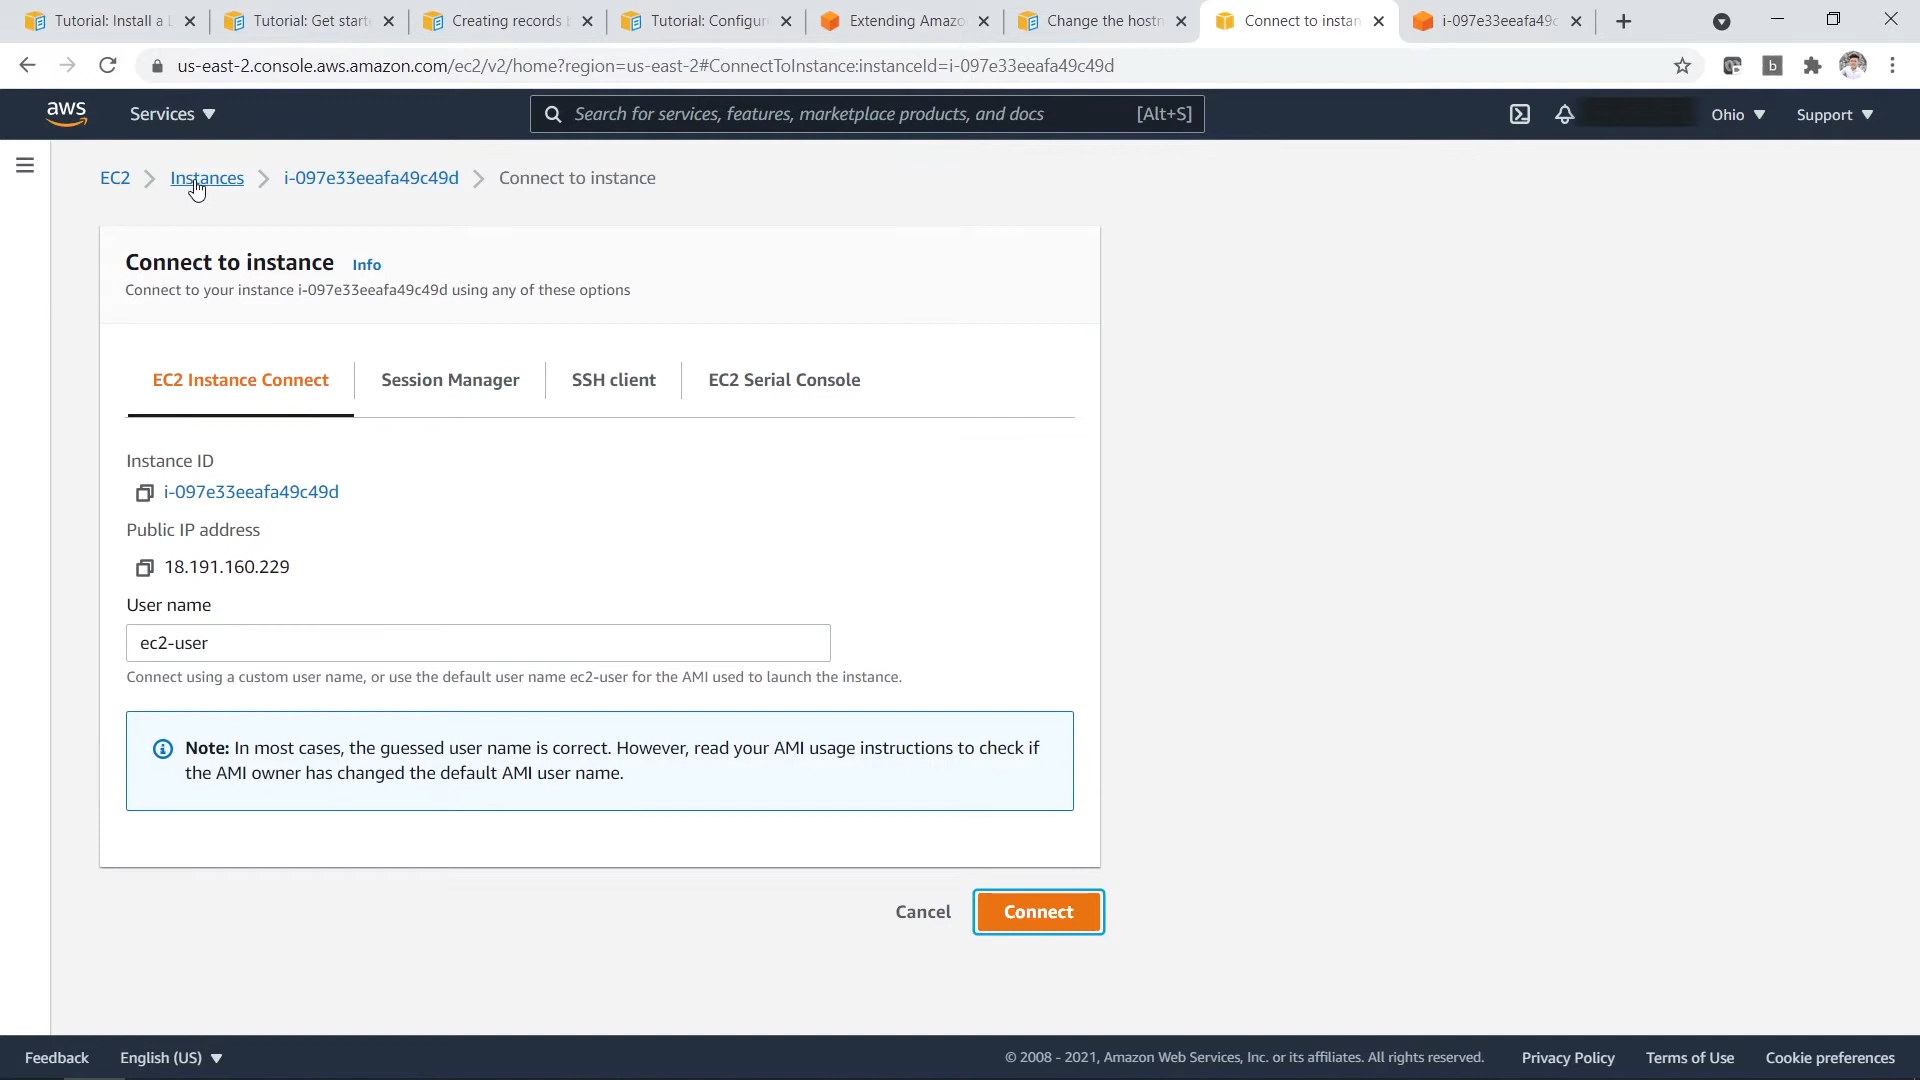 Tutorial: Install a L
Tutorial: Get starte
Creating records b
Tutorial: Configur
Extending Amazo
Change the hostn
Connect to instan
i-097e33eeafa49c
us-east-2.console.aws.amazon.com/ec2/v2/home?region=us-east-2#ConnectToInstance:instanceId=i-097e33eeafa49c49d
b
aws
Services
Search for services, features, marketplace products, and docs
[Alt+S]
Ohio
Support
EC2
Instances
i-097e33eeafa49c49d
Connect to instance
Connect to instance Info
Connect to your instance i-097e33eeafa49c49d using any of these options
EC2 Instance Connect
Session Manager
SSH client
EC2 Serial Console
Instance ID
i-097e33eeafa49c49d
Public IP address
18.191.160.229
User name
ec2-user
Connect using a custom user name, or use the default user name ec2-user for the AMI used to launch the instance.
Note: In most cases, the guessed user name is correct. However, read your AMI usage instructions to check if
the AMI owner has changed the default AMI user name.
Cancel
Connect
Feedback
English (US)
© 2008 - 2021, Amazon Web Services, Inc. or its affiliates. All rights reserved.
Privacy Policy
Terms of Use
Cookie preferences